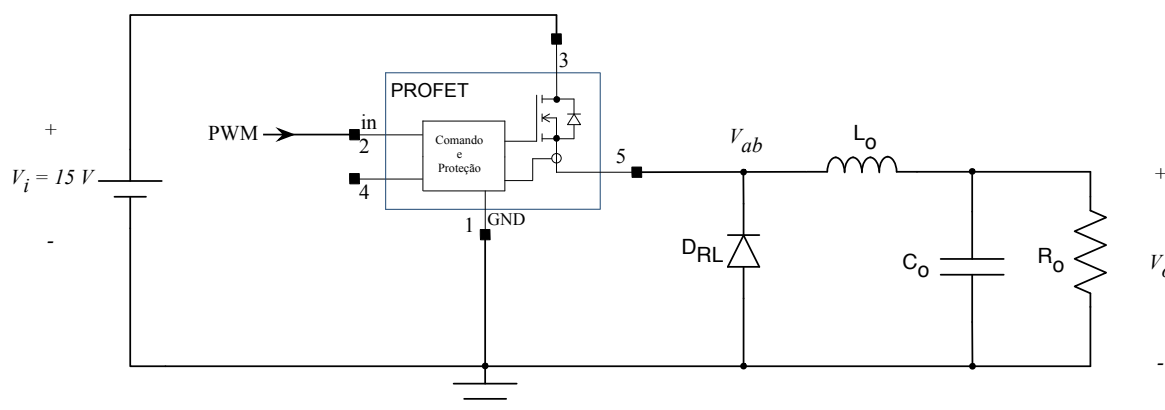 3
PROFET
+
PWM
in
2
Comando
e
Proteção
5
V_ab
L_o
+
V_i = 15 V
4
1
GND
D_RL
C_o
R_o
-
-